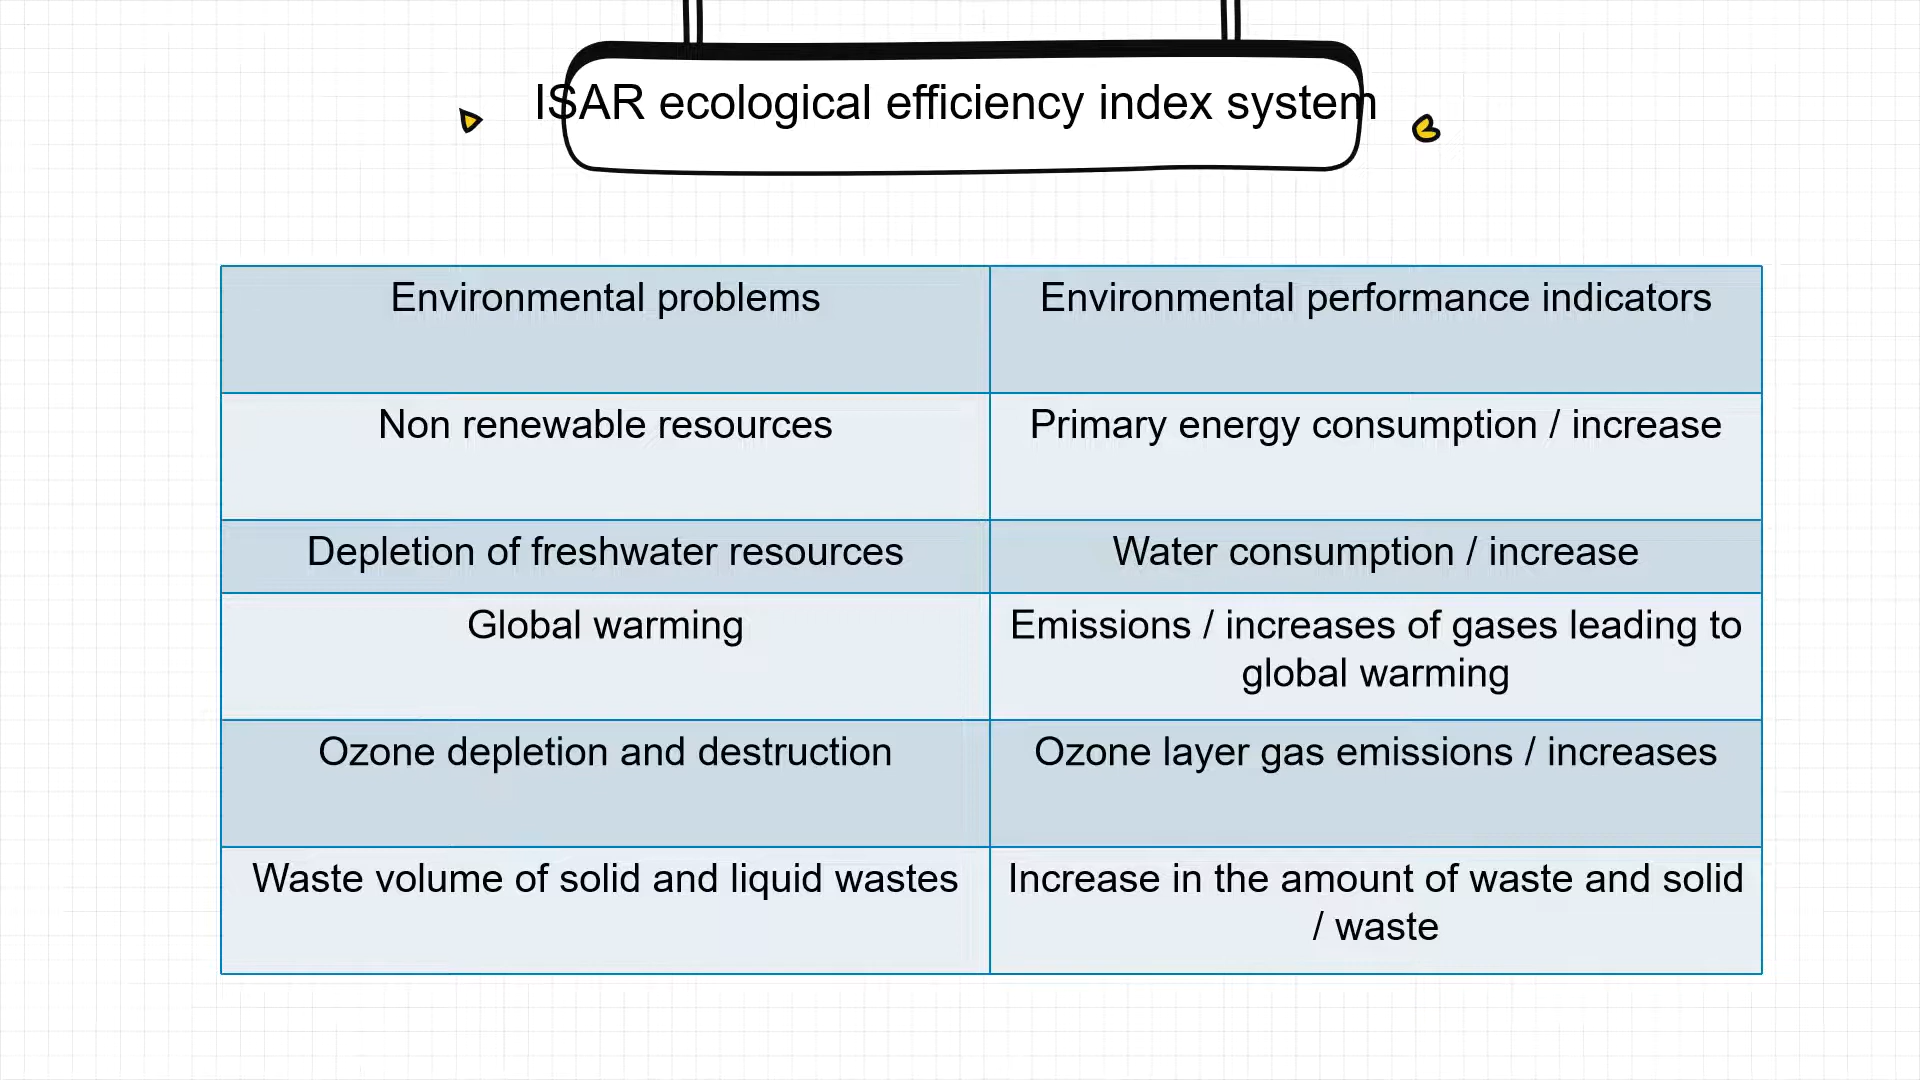 ISAR ecological efficiency index system
Environmental problems
Environmental performance indicators
Non renewable resources
Primary energy consumption / increase
Depletion of freshwater resources
Water consumption / increase
Global warming
Emissions / increases of gases leading to
global warming
Ozone depletion and destruction
Ozone layer gas emissions / increases
Waste volume of solid and liquid wastes
Increase in the amount of waste and solid
/ waste